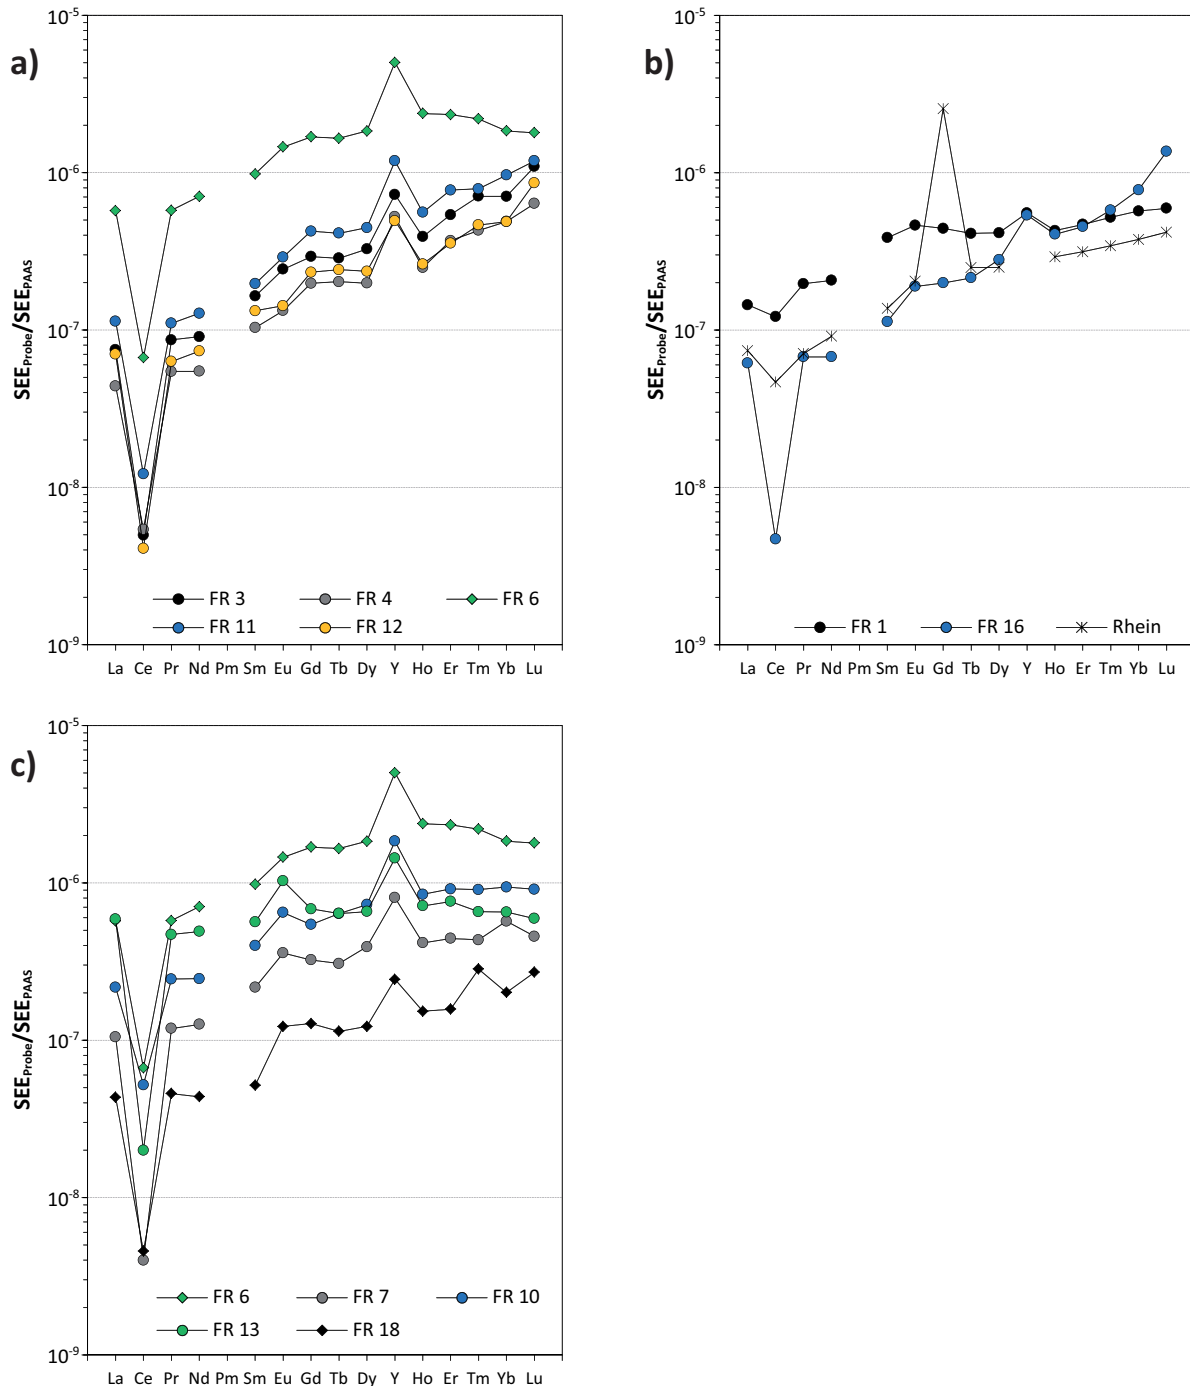 a)
10-5
10-6
10-7
10-8
10-9
SEEProbe/SEEPAAS
FR 3 FR 4 FR 6
FR 11 FR 12
La Ce Pr Nd Pm Sm Eu Gd Tb Dy Y Ho Er Tm Yb Lu
b)
10-5
10-6
10-7
10-8
10-9
SEEProbe/SEEPAAS
FR 1 FR 16 Rhein
La Ce Pr Nd Pm Sm Eu Gd Tb Dy Y Ho Er Tm Yb Lu
c)
10-5
10-6
10-7
10-8
10-9
SEEProbe/SEEPAAS
FR 6 FR 7 FR 10
FR 13 FR 18
La Ce Pr Nd Pm Sm Eu Gd Tb Dy Y Ho Er Tm Yb Lu